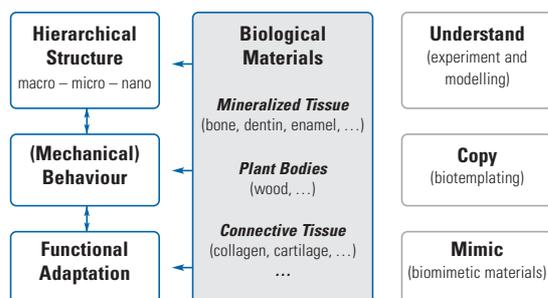 Hierarchical
Structure
macro – micro – nano
(Mechanical)
Behaviour
Functional
Adaptation
Biological
Materials
Mineralized Tissue
(bone, dentin, enamel, …)
Plant Bodies
(wood, …)
Connective Tissue
(collagen, cartilage, …)
…
Understand
(experiment and
modelling)
Copy
(biotemplating)
Mimic
(biomimetic materials)